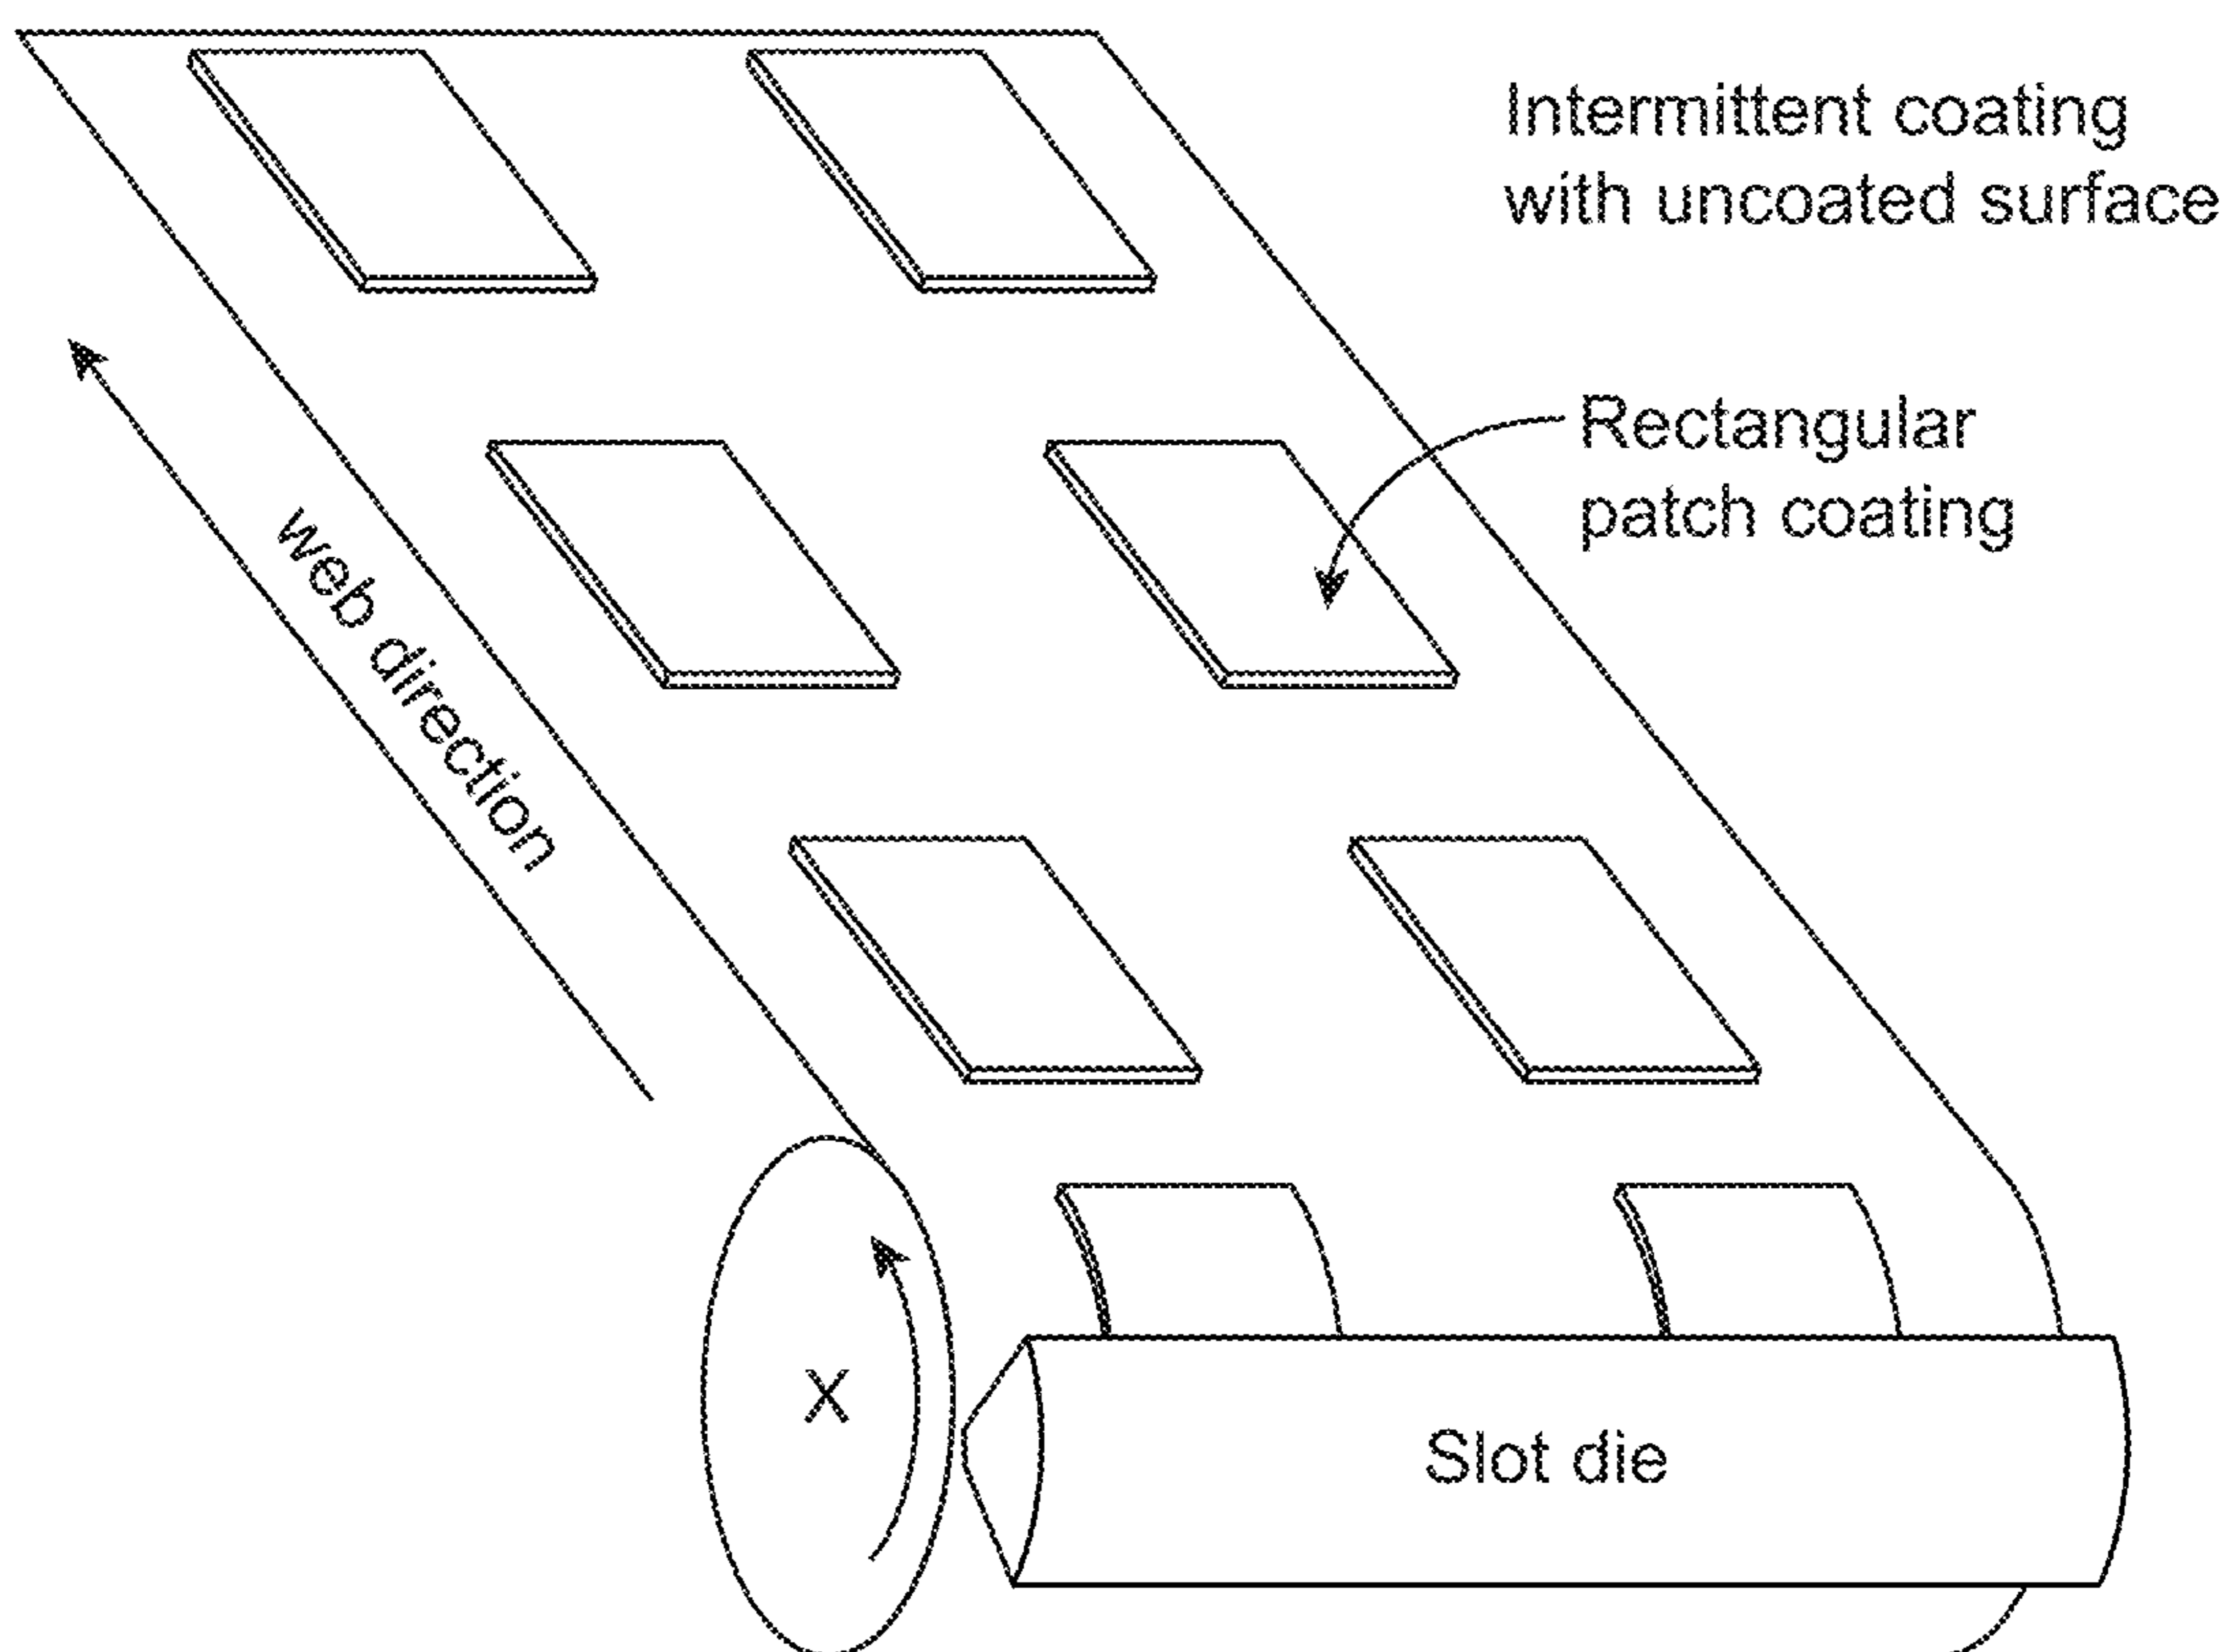 Intermittent coating
with uncoated surface
Rectangular
patch coating
web direction
X
Slot die